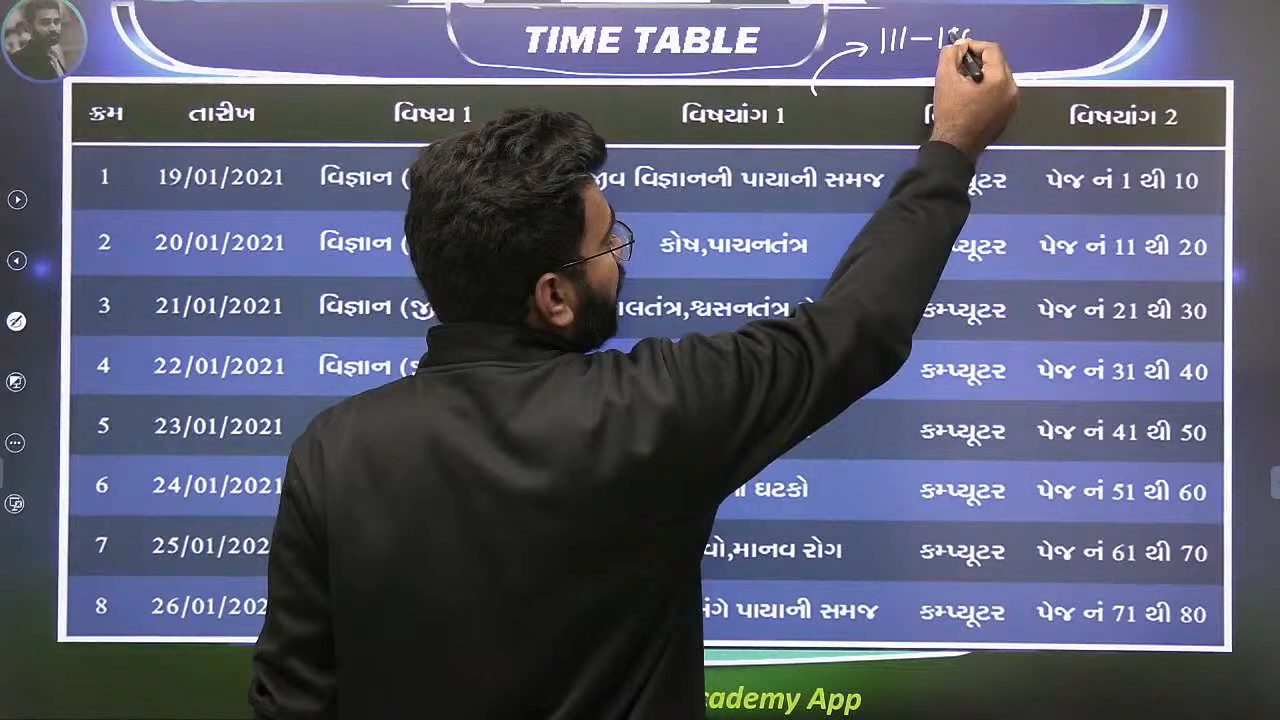 TIME TABLE
111-1
ક્રમ તારીખ વિષય 1 વિષયાંગ 1 વિષયાંગ 2
1 19/01/2021 વિજ્ઞાન ( જીવ વિજ્ઞાનની પાયાની સમજ પેજ નં 1 થી 10
2 20/01/2021 વિજ્ઞાન ( કોષ,પાચનતંત્ર પેજ નં 11 થી 20
3 21/01/2021 વિજ્ઞાન (જી શ્વસનતંત્ર કમ્પ્યૂટર પેજ નં 21 થી 30
4 22/01/2021 વિજ્ઞાન ( કમ્પ્યૂટર પેજ નં 31 થી 40
5 23/01/2021 કમ્પ્યૂટર પેજ નં 41 થી 50
6 24/01/2021 ઘટકો કમ્પ્યૂટર પેજ નં 51 થી 60
7 25/01/202 વો,માનવ રોગ કમ્પ્યૂટર પેજ નં 61 થી 70
8 26/01/202 અંગે પાયાની સમજ કમ્પ્યૂટર પેજ નં 71 થી 80
cademy App